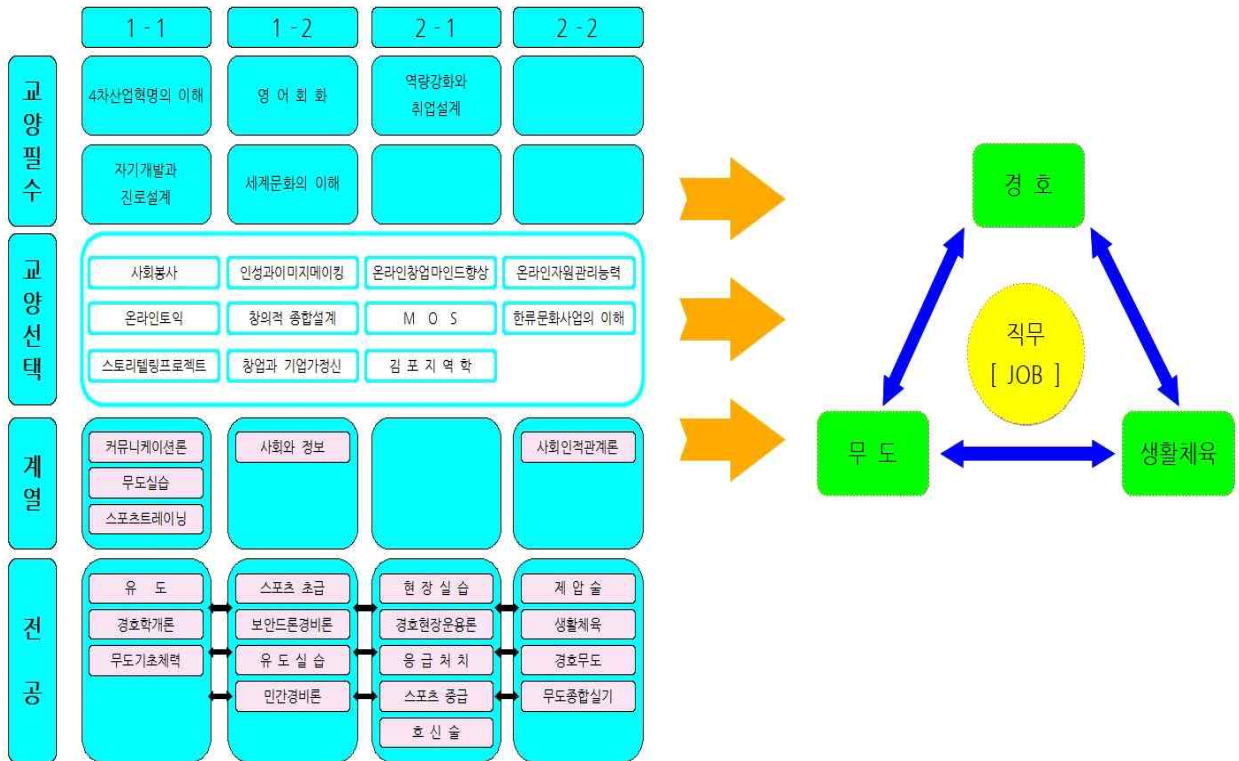 1 - 1
1 - 2
2 - 1
2 - 2
교양필수
4차산업혁명의 이해
영 어 회 화
역량강화와
취업설계
자기개발과
진로설계
세계문화의 이해
교양선택
사회봉사
인성과이미지메이킹
온라인창업마인드향상
온라인자원관리능력
온라인토익
창의적 종합설계
M O S
한류문화사업의 이해
스토리텔링프로젝트
창업과 기업가정신
김 포 지 역 학
계열
커뮤니케이션론
사회와 정보
사회인적관계론
무도실습
스포츠트레이닝
전공
유 도
스포츠 초급
현 장 실 습
제 압 술
경호학개론
보안드론경비론
경호현장운용론
생활체육
무도기초체력
유 도 실 습
응 급 처 치
경호무도
민간경비론
스포츠 중급
무도종합실기
호 신 술
경 호
직무
[ JOB ]
무 도
생활체육